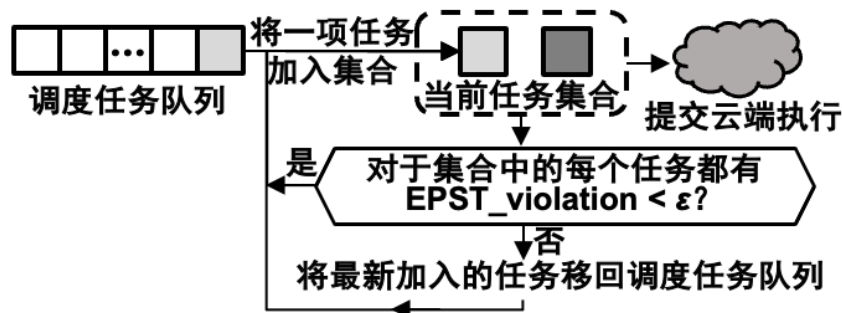 将一项任务
加入集合
...
调度任务队列
当前任务集合
提交云端执行
是
对于集合中的每个任务都有
EPST_violation < ε?
否
将最新加入的任务移回调度任务队列